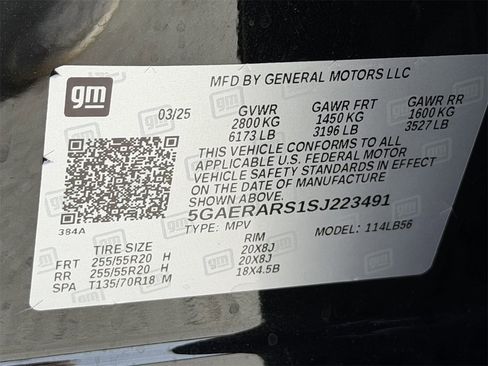 gm
MFD BY GENERAL MOTORS LLC
03/25
GVWR GAWR FRT GAWR RR
2800 KG 1450 KG 1600 KG
6173 LB 3196 LB 3527 LB
THIS VEHICLE CONFORMS TO ALL
APPLICABLE U.S. FEDERAL MOTOR
VEHICLE SAFETY STANDARDS IN EFFECT
ON THE DATE OF MANUFACTURE
SHOWN ABOVE.
5GAERARS1SJ223491
384A
TYPE: MPV MODEL: 114LB56
TIRE SIZE RIM
FRT 255/55R20 H 20X8J
RR 255/55R20 H 20X8J
SPA T135/70R18 M 18X4.5B